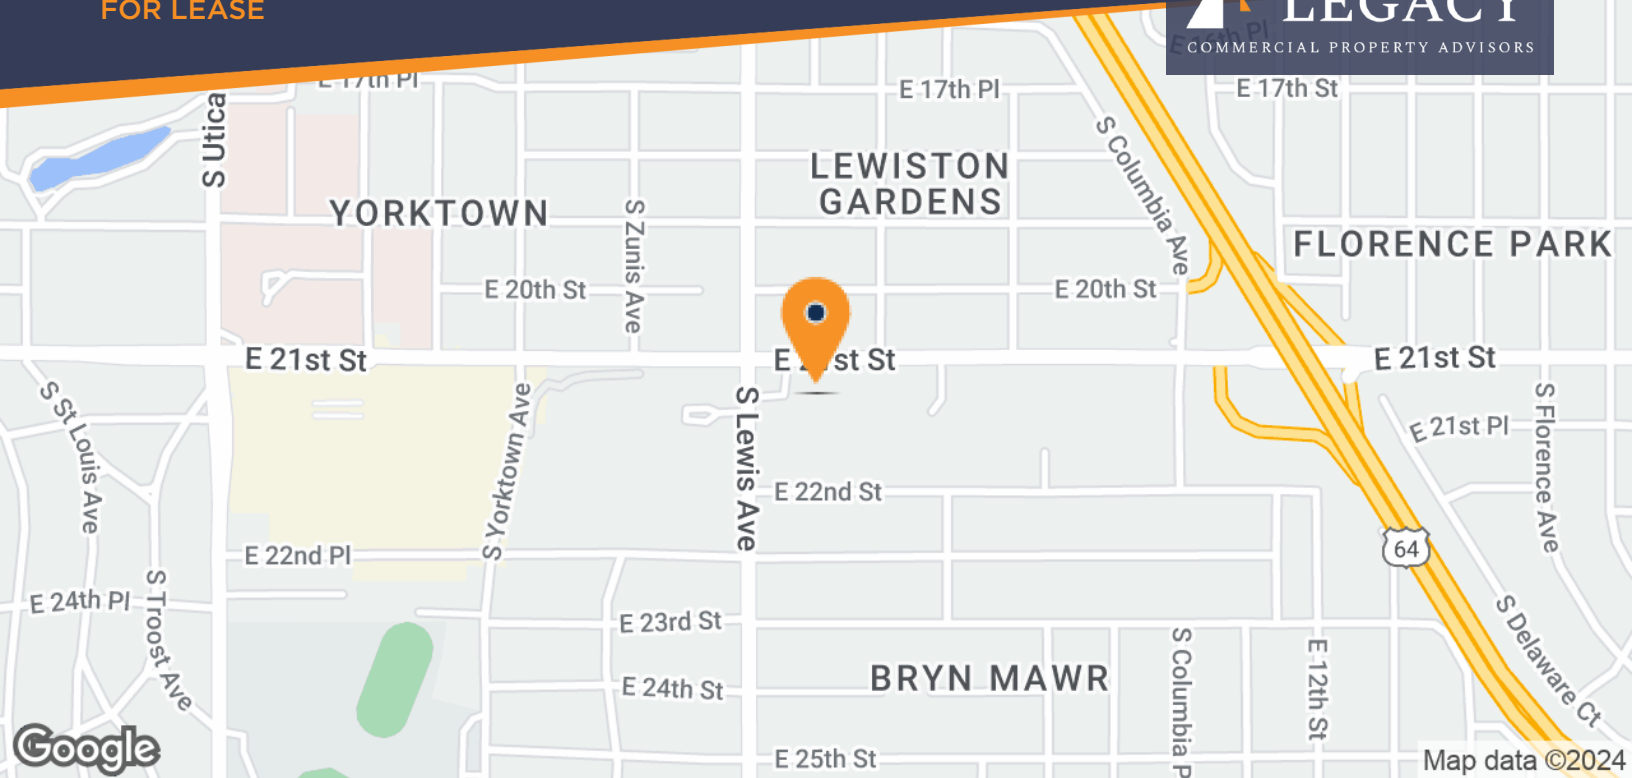 FOR LEASE
LEGACY
COMMERCIAL PROPERTY ADVISORS
E 16th Pl
E 17th Pl
E 17th Pl
E 17th St
S Utica
S Columbia Ave
LEWISTON
GARDENS
YORKTOWN
S Zunis Ave
FLORENCE PARK
E 20th St
E 20th St
E 21st St
E 21st St
E 21st St
S St Louis Ave
S Yorktown Ave
S Lewis Ave
S Florence Ave
E 21st Pl
E 22nd St
E 22nd Pl
64
S Troost Ave
E 24th Pl
E 23rd St
S Delaware Ct
S Columbia P
E 12th St
BRYN MAWR
E 24th St
E 25th St
Google
Map data ©2024